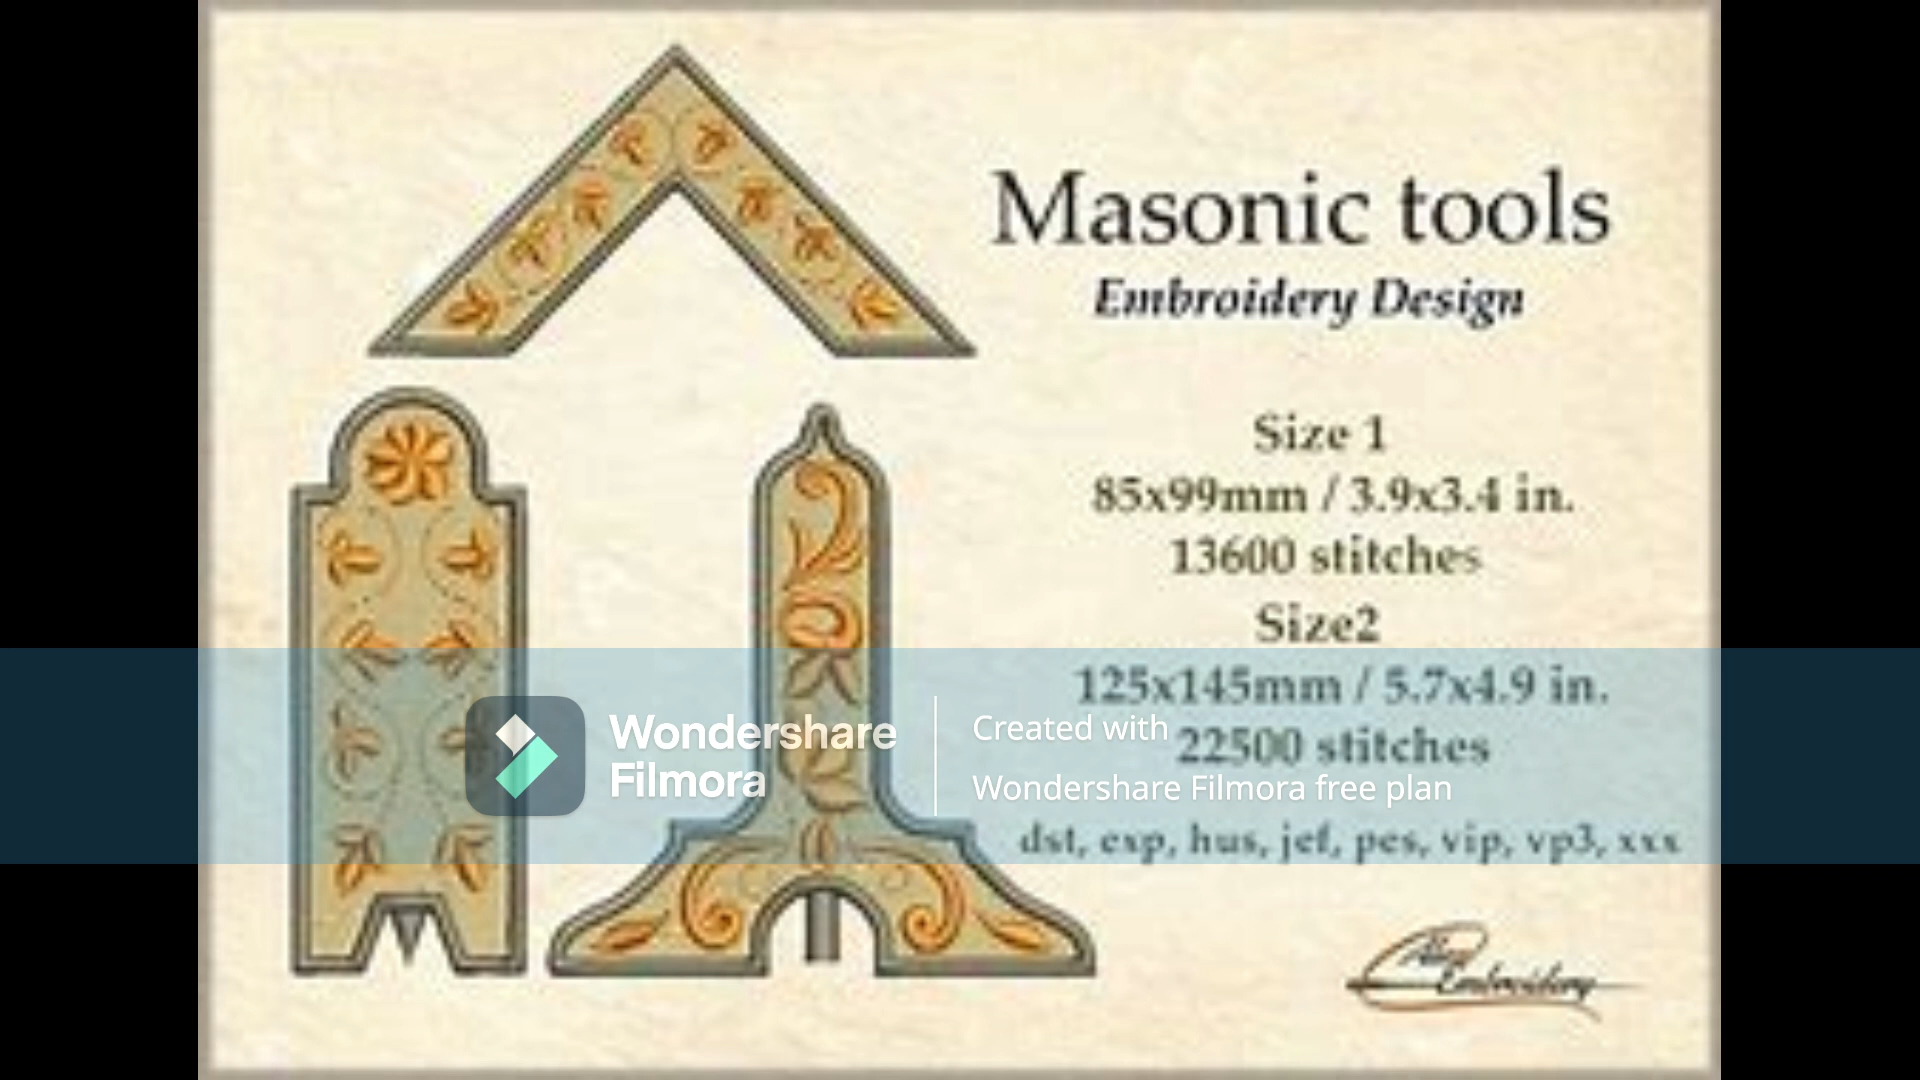 Masonic tools
Embroidery Design
Size 1
85x99mm / 3.9x3.4 in.
13600 stitches
Size2
125x145mm / 5.7x4.9 in.
22500 stitches
dst, exp, hus, jef, pes, vip, vp3, xxx
Wondershare
Filmora
Created with
Wondershare Filmora free plan
Embroidery